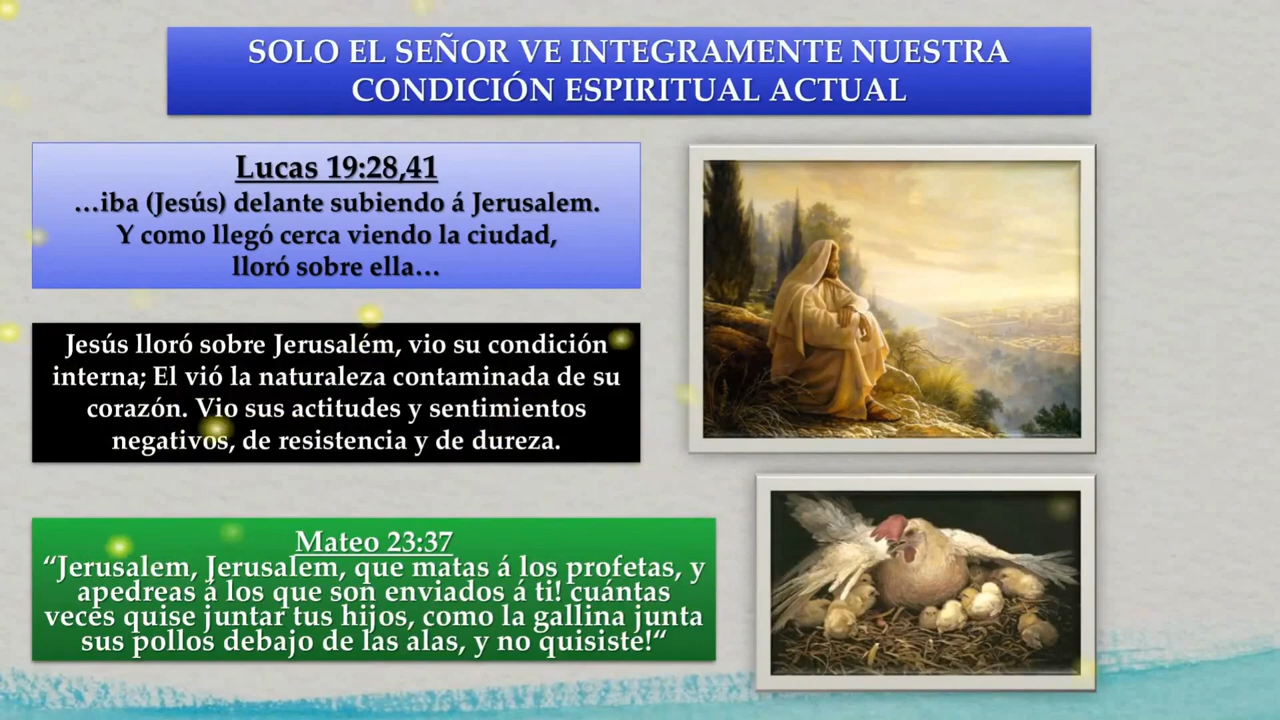 SOLO EL SEÑOR VE INTEGRAMENTE NUESTRA
CONDICIÓN ESPIRITUAL ACTUAL
Lucas 19:28,41
…iba (Jesús) delante subiendo á Jerusalem.
Y como llegó cerca viendo la ciudad,
lloró sobre ella…
Jesús lloró sobre Jerusalém, vio su condición
interna; El vió la naturaleza contaminada de su
corazón. Vio sus actitudes y sentimientos
negativos, de resistencia y de dureza.
Mateo 23:37
“Jerusalem, Jerusalem, que matas á los profetas, y
apedreas á los que son enviados á ti! cuántas
veces quise juntar tus hijos, como la gallina junta
sus pollos debajo de las alas, y no quisiste!“